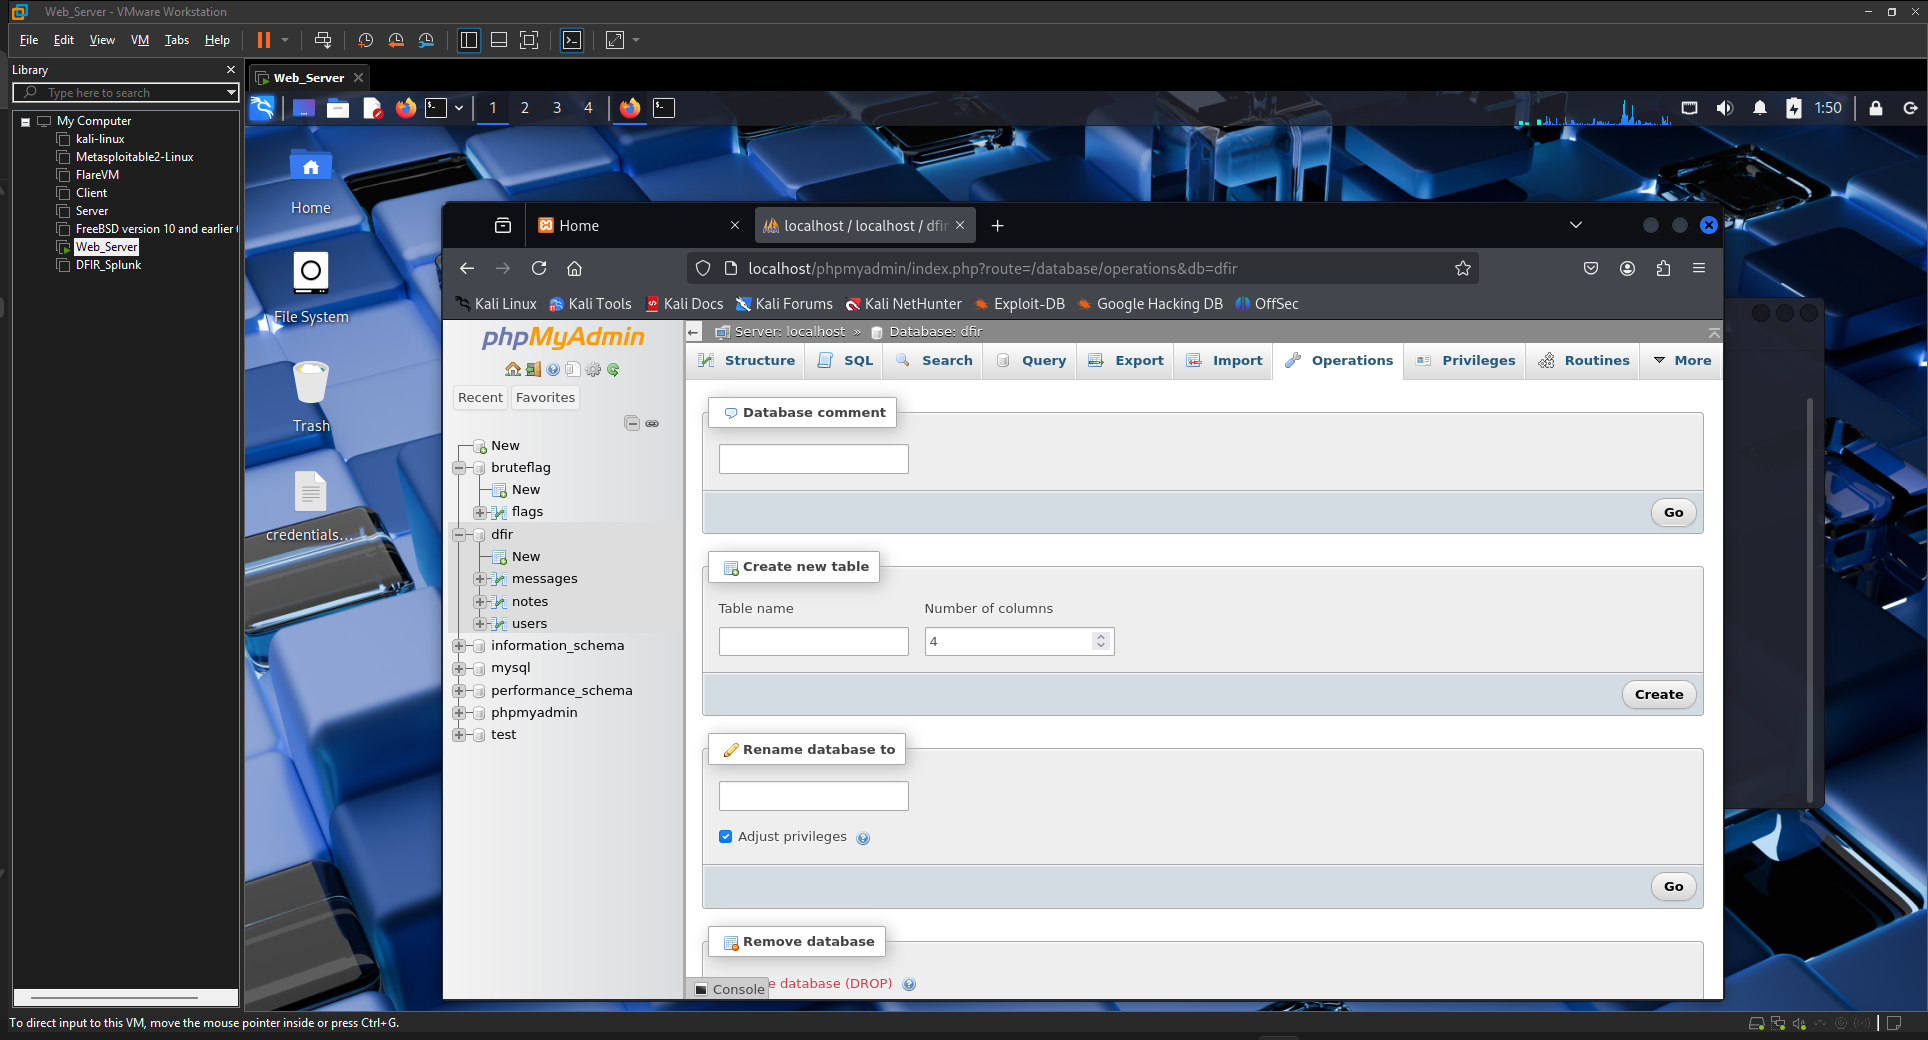 Web_Server - VMware Workstation
File Edit View VM Tabs Help
Library
Type here to search
My Computer
kali-linux
Metasploitable2-Linux
FlareVM
Client
Server
FreeBSD version 10 and earlier
Web_Server
DFIR_Splunk
Web_Server
1 2 3 4
1:50
Home
File System
Trash
credentials...
Home
localhost / localhost / dfir
localhost/phpmyadmin/index.php?route=/database/operations&db=dfir
Kali Linux Kali Tools Kali Docs Kali Forums Kali NetHunter Exploit-DB Google Hacking DB OffSec
phpMyAdmin
Recent Favorites
New
bruteflag
New
flags
dfir
New
messages
notes
users
information_schema
mysql
performance_schema
phpmyadmin
test
Server: localhost » Database: dfir
Structure SQL Search Query Export Import Operations Privileges Routines More
Database comment
Go
Create new table
Table name Number of columns
4
Create
Rename database to
Adjust privileges
Go
Remove database
e database (DROP)
Console
To direct input to this VM, move the mouse pointer inside or press Ctrl+G.